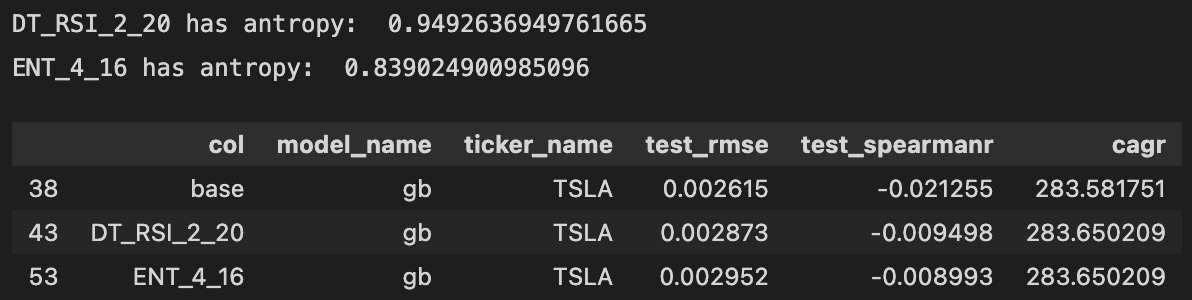 DT_RSI_2_20 has antropy:  0.9492636949761665
ENT_4_16 has antropy:  0.839024900985096
col model_name ticker_name test_rmse test_spearmanr cagr
38 base gb TSLA 0.002615 -0.021255 283.581751
43 DT_RSI_2_20 gb TSLA 0.002873 -0.009498 283.650209
53 ENT_4_16 gb TSLA 0.002952 -0.008993 283.650209